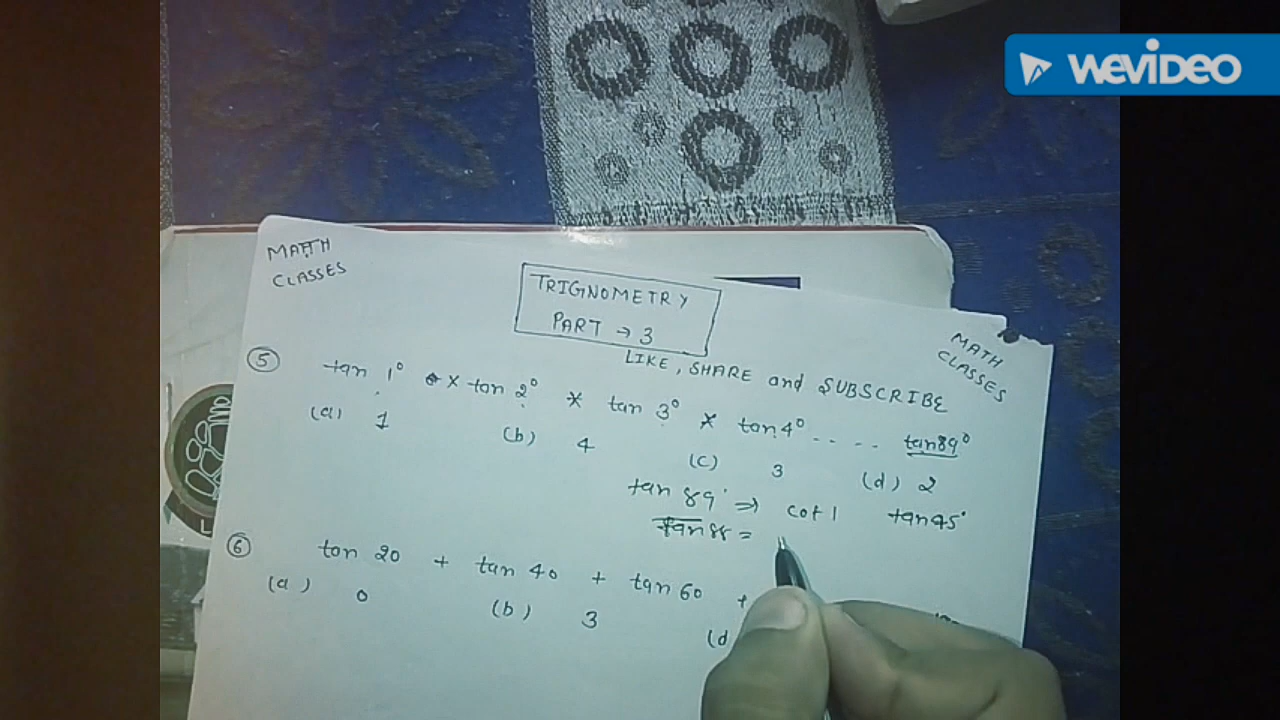 WEVIDEO
MATH
CLASSES
TRIGNOMETRY
PART → 3
LIKE, SHARE and SUBSCRIBE
MATH
CLASSES
⑤ tan 1° × tan 2° × tan 3° × tan 4° ..... tan 89°
(a) 1 (b) 4 (c) 3 (d) 2
tan 89° ⇒ cot 1 tan 45°
tan 88 =
⑥ tan 20 + tan 40 + tan 60 +
(a) 0 (b) 3 (d